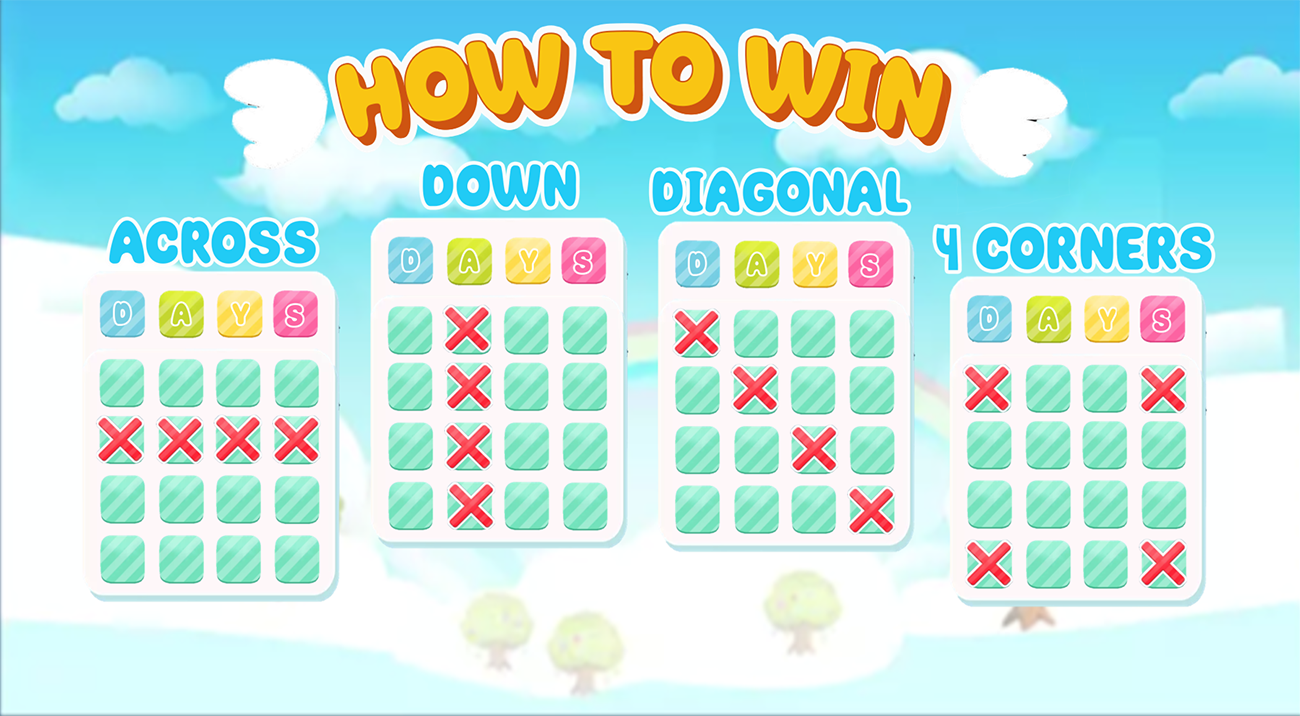 HOW TO WIN
ACROSS
D A Y S
DOWN
D A Y S
DIAGONAL
D A Y S
4 CORNERS
D A Y S